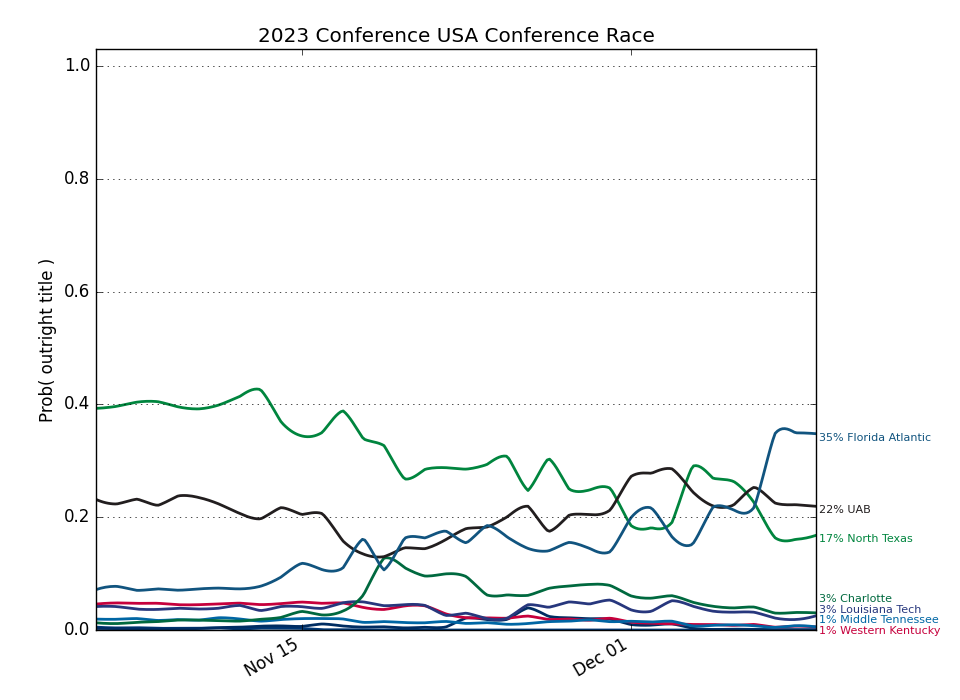 2023 Conference USA Conference Race
1.0
0.8
0.6
0.4
0.2
0.0
Prob( outright title )
Nov 15
Dec 01
35% Florida Atlantic
22% UAB
17% North Texas
3% Charlotte
3% Louisiana Tech
1% Middle Tennessee
1% Western Kentucky